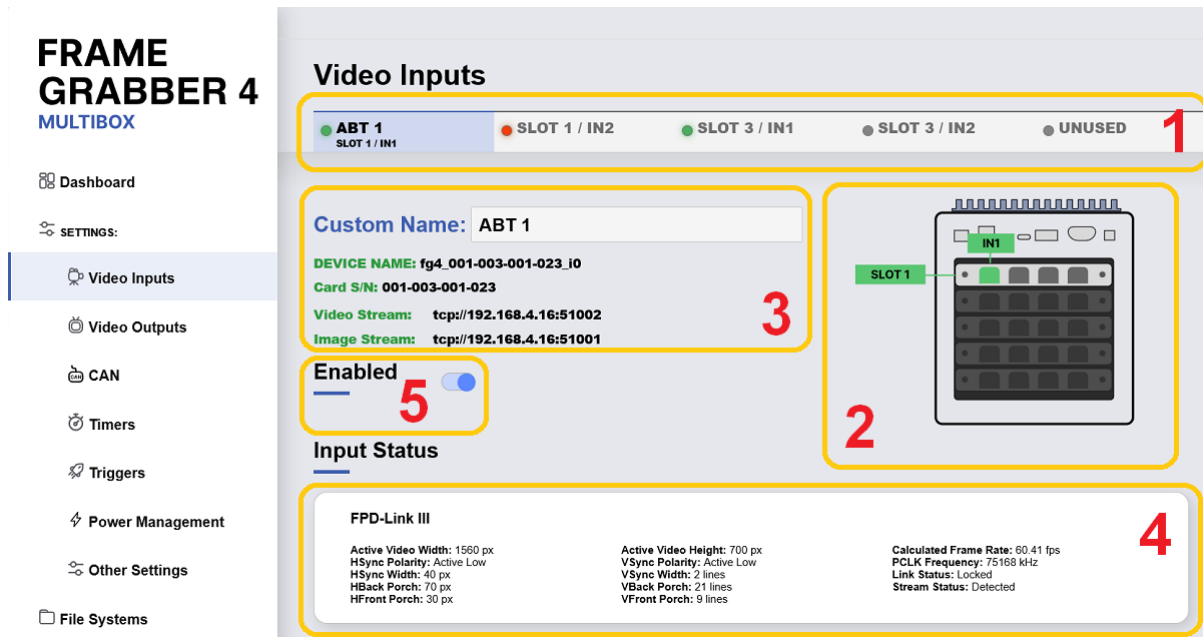 FRAME
GRABBER 4
MULTIBOX
Dashboard
SETTINGS:
Video Inputs
Video Outputs
CAN
CAN
Timers
Triggers
Power Management
Other Settings
File Systems
Video Inputs
ABT 1
SLOT 1 / IN1
SLOT 1 / IN2
SLOT 3 / IN1
SLOT 3 / IN2
UNUSED
1
Custom Name: ABT 1
DEVICE NAME: fg4_001-003-001-023_i0
Card S/N: 001-003-001-023
Video Stream: tcp://192.168.4.16:51002
Image Stream: tcp://192.168.4.16:51001
3
IN1
SLOT 1
2
Enabled
5
Input Status
FPD-Link III
4
Active Video Width: 1560 px
HSync Polarity: Active Low
HSync Width: 40 px
HBack Porch: 70 px
HFront Porch: 30 px
Active Video Height: 700 px
VSync Polarity: Active Low
VSync Width: 2 lines
VBack Porch: 21 lines
VFront Porch: 9 lines
Calculated Frame Rate: 60.41 fps
PCLK Frequency: 75168 kHz
Link Status: Locked
Stream Status: Detected